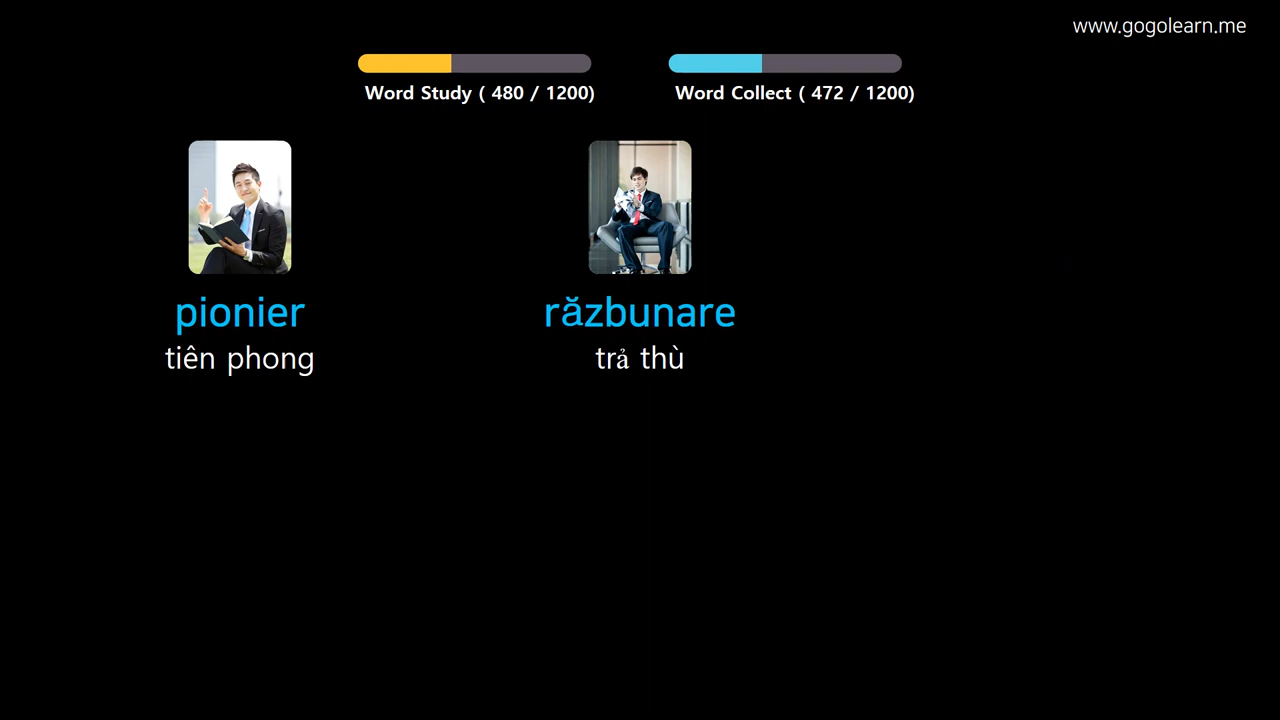 www.gogolearn.me
Word Study ( 480 / 1200)
Word Collect ( 472 / 1200)
pionier
tiên phong
răzbunare
trả thù